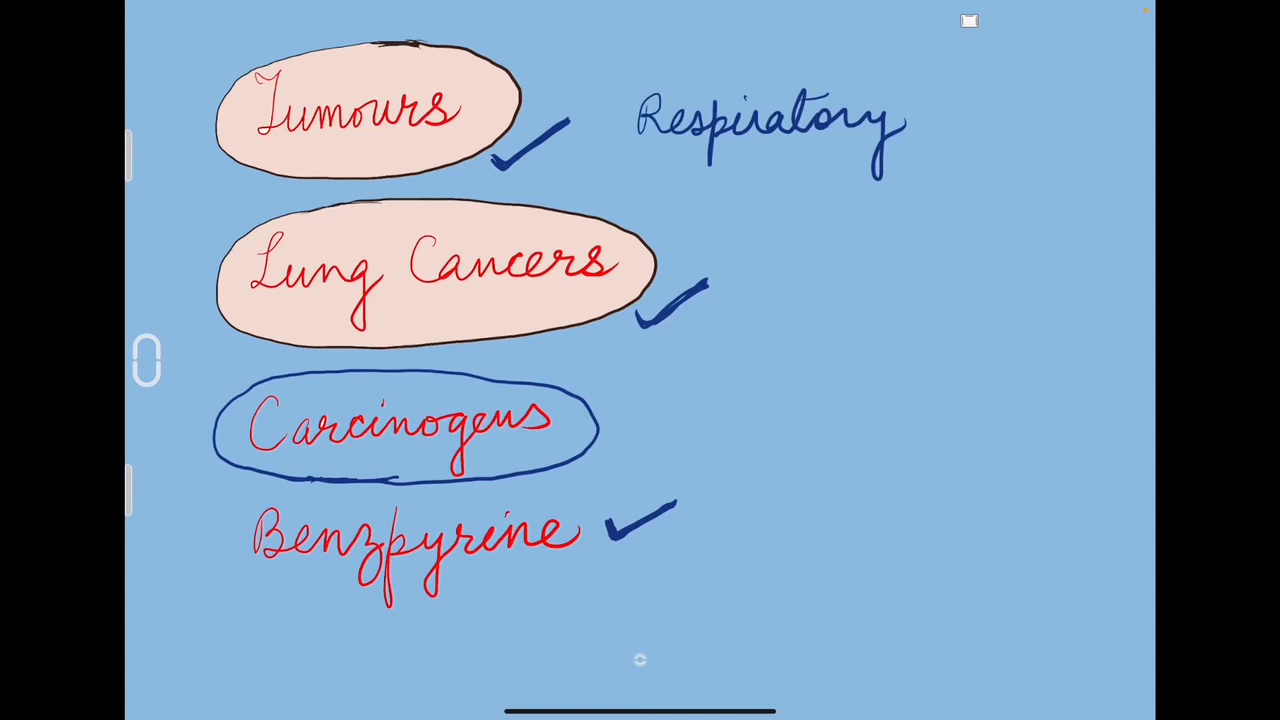 Tumours
Respiratory
Lung Cancers
Carcinogens
Benzpyrine